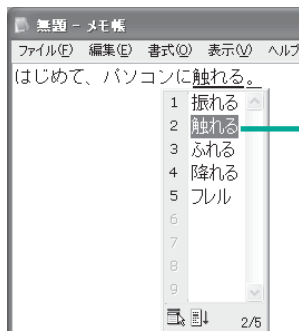 無題 - メモ帳
ファイル(F) 編集(E) 書式(O) 表示(V) ヘルプ
はじめて、パソコンに触れる。
1 振れる
2 触れる
3 ふれる
4 降れる
5 フレル
6
7
8
9
2/5